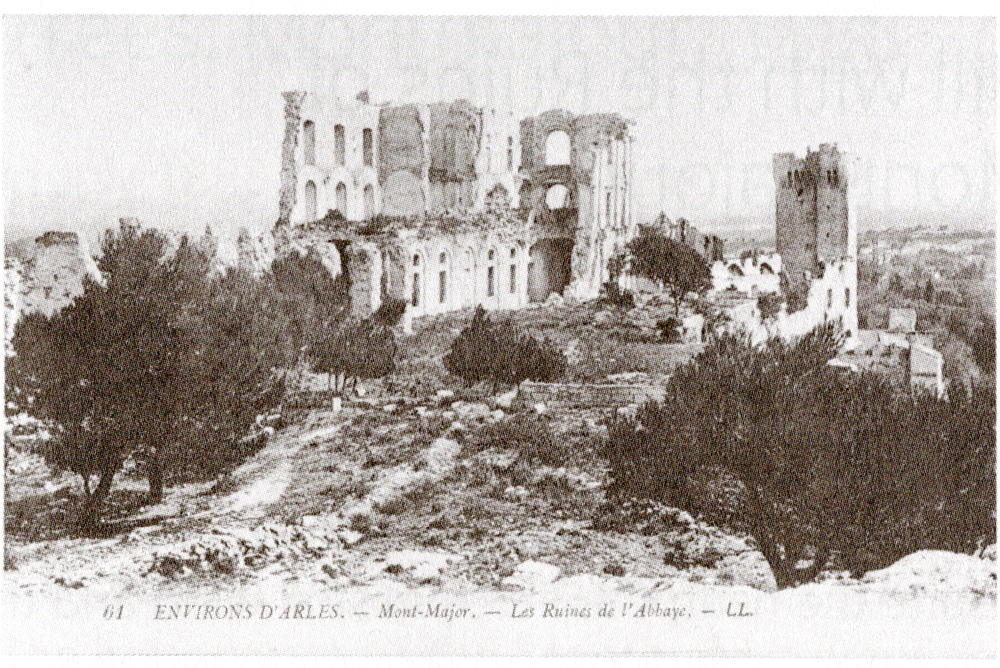 61 ENVIRONS D'ARLES. — Mont-Major. — Les Ruines de l'Abbaye. — LL.